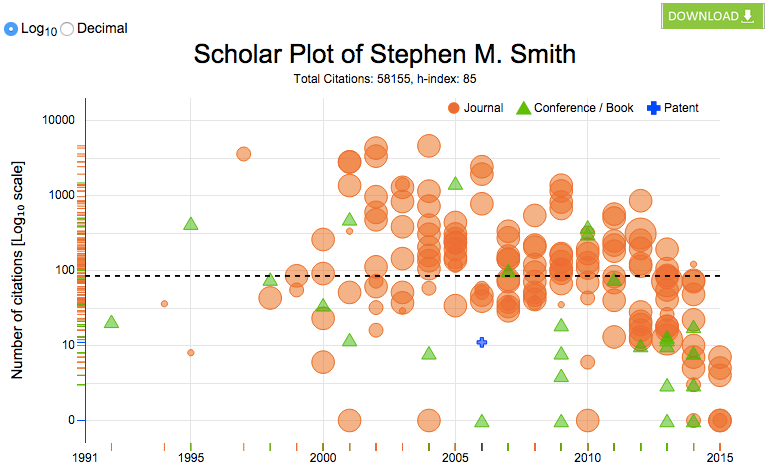 DOWNLOAD
Log10 Decimal
Scholar Plot of Stephen M. Smith
Total Citations: 58155, h-index: 85
Journal Conference / Book Patent
Number of citations [Log10 scale]
10000
1000
100
10
0
1991 1995 2000 2005 2010 2015